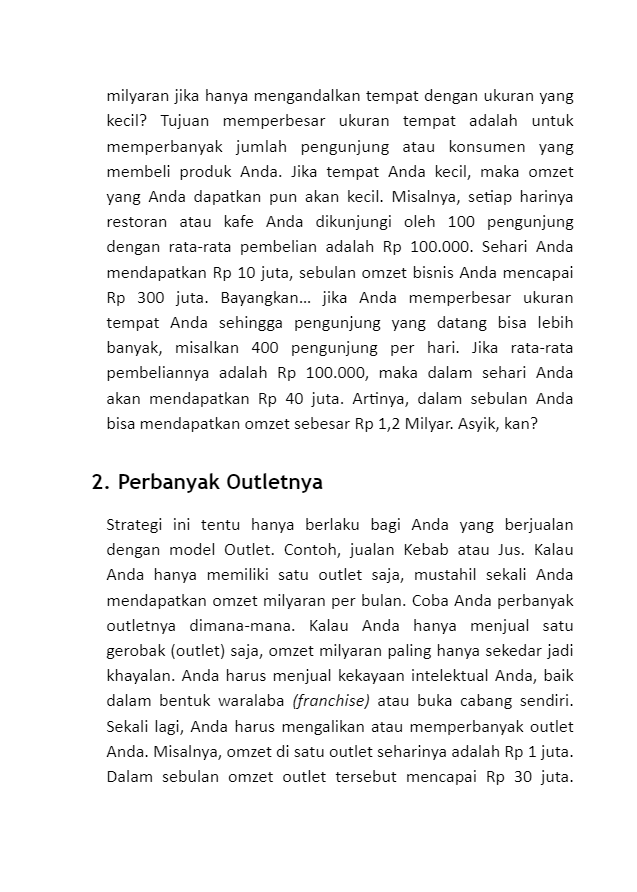 milyaran jika hanya mengandalkan tempat dengan ukuran yang
kecil? Tujuan memperbesar ukuran tempat adalah untuk
memperbanyak jumlah pengunjung atau konsumen yang
membeli produk Anda. Jika tempat Anda kecil, maka omzet
yang Anda dapatkan pun akan kecil. Misalnya, setiap harinya
restoran atau kafe Anda dikunjungi oleh 100 pengunjung
dengan rata-rata pembelian adalah Rp 100.000. Sehari Anda
mendapatkan Rp 10 juta, sebulan omzet bisnis Anda mencapai
Rp 300 juta. Bayangkan... jika Anda memperbesar ukuran
tempat Anda sehingga pengunjung yang datang bisa lebih
banyak, misalkan 400 pengunjung per hari. Jika rata-rata
pembeliannya adalah Rp 100.000, maka dalam sehari Anda
akan mendapatkan Rp 40 juta. Artinya, dalam sebulan Anda
bisa mendapatkan omzet sebesar Rp 1,2 Milyar. Asyik, kan?
2. Perbanyak Outletnya
Strategi ini tentu hanya berlaku bagi Anda yang berjualan
dengan model Outlet. Contoh, jualan Kebab atau Jus. Kalau
Anda hanya memiliki satu outlet saja, mustahil sekali Anda
mendapatkan omzet milyaran per bulan. Coba Anda perbanyak
outletnya dimana-mana. Kalau Anda hanya menjual satu
gerobak (outlet) saja, omzet milyaran paling hanya sekedar jadi
khayalan. Anda harus menjual kekayaan intelektual Anda, baik
dalam bentuk waralaba (franchise) atau buka cabang sendiri.
Sekali lagi, Anda harus mengalikan atau memperbanyak outlet
Anda. Misalnya, omzet di satu outlet seharinya adalah Rp 1 juta.
Dalam sebulan omzet outlet tersebut mencapai Rp 30 juta.